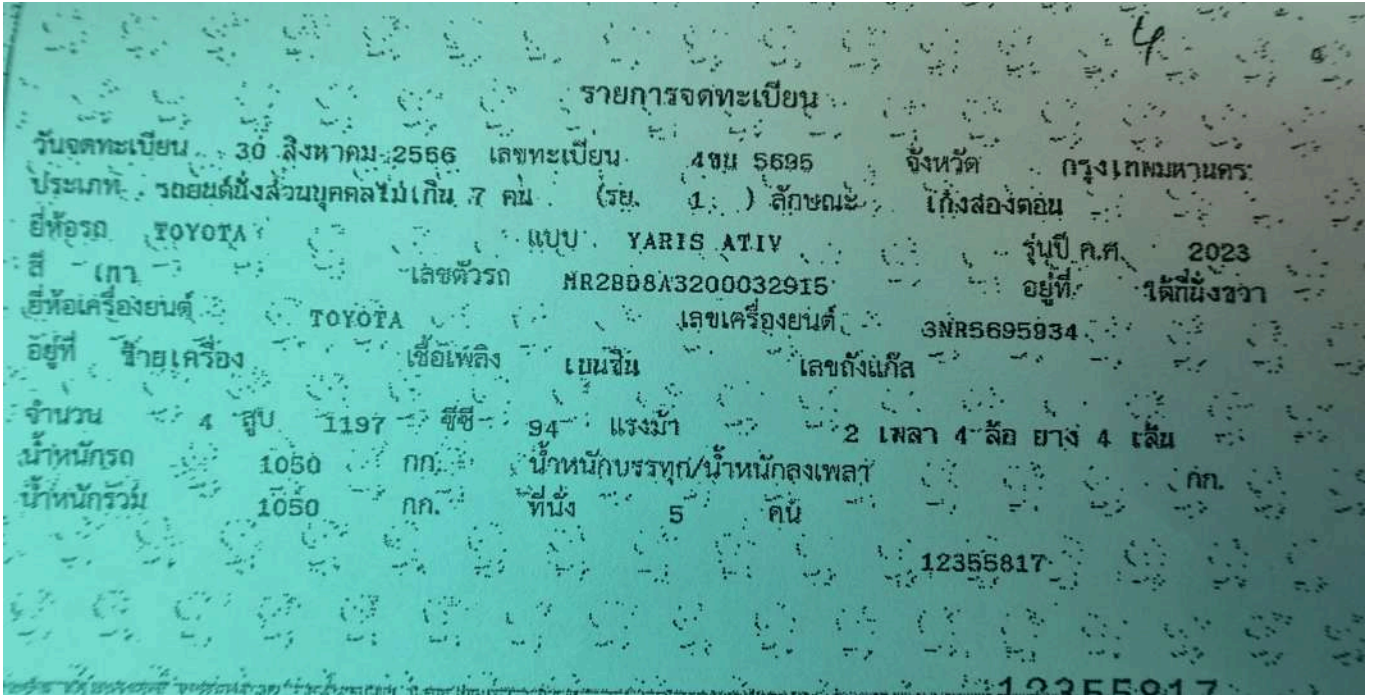 4
รายการจดทะเบียน
วันจดทะเบียน 30 สิงหาคม 2566 เลขทะเบียน 4ขน 5695 จังหวัด กรุงเทพมหานคร
ประเภท รถยนต์นั่งส่วนบุคคลไม่เกิน 7 คน (รย. 1 ) ลักษณะ เก๋งสองตอน
ยี่ห้อรถ TOYOTA แบบ YARIS ATIV รุ่นปี ค.ศ. 2023
สี เทา เลขตัวรถ MR2BD8A3200032915 อยู่ที่ ใต้ที่นั่งขวา
ยี่ห้อเครื่องยนต์ TOYOTA เลขเครื่องยนต์ 3NR5695934
อยู่ที่ ซ้ายเครื่อง เชื้อเพลิง เบนซิน เลขถังแก๊ส
จำนวน 4 สูบ 1197 ซีซี 94 แรงม้า 2 เพลา 4 ล้อ ยาง 4 เส้น
น้ำหนักรถ 1050 กก. น้ำหนักบรรทุก/น้ำหนักลงเพลา กก.
น้ำหนักรวม 1050 กก. ที่นั่ง 5 คน
12355817
12355817